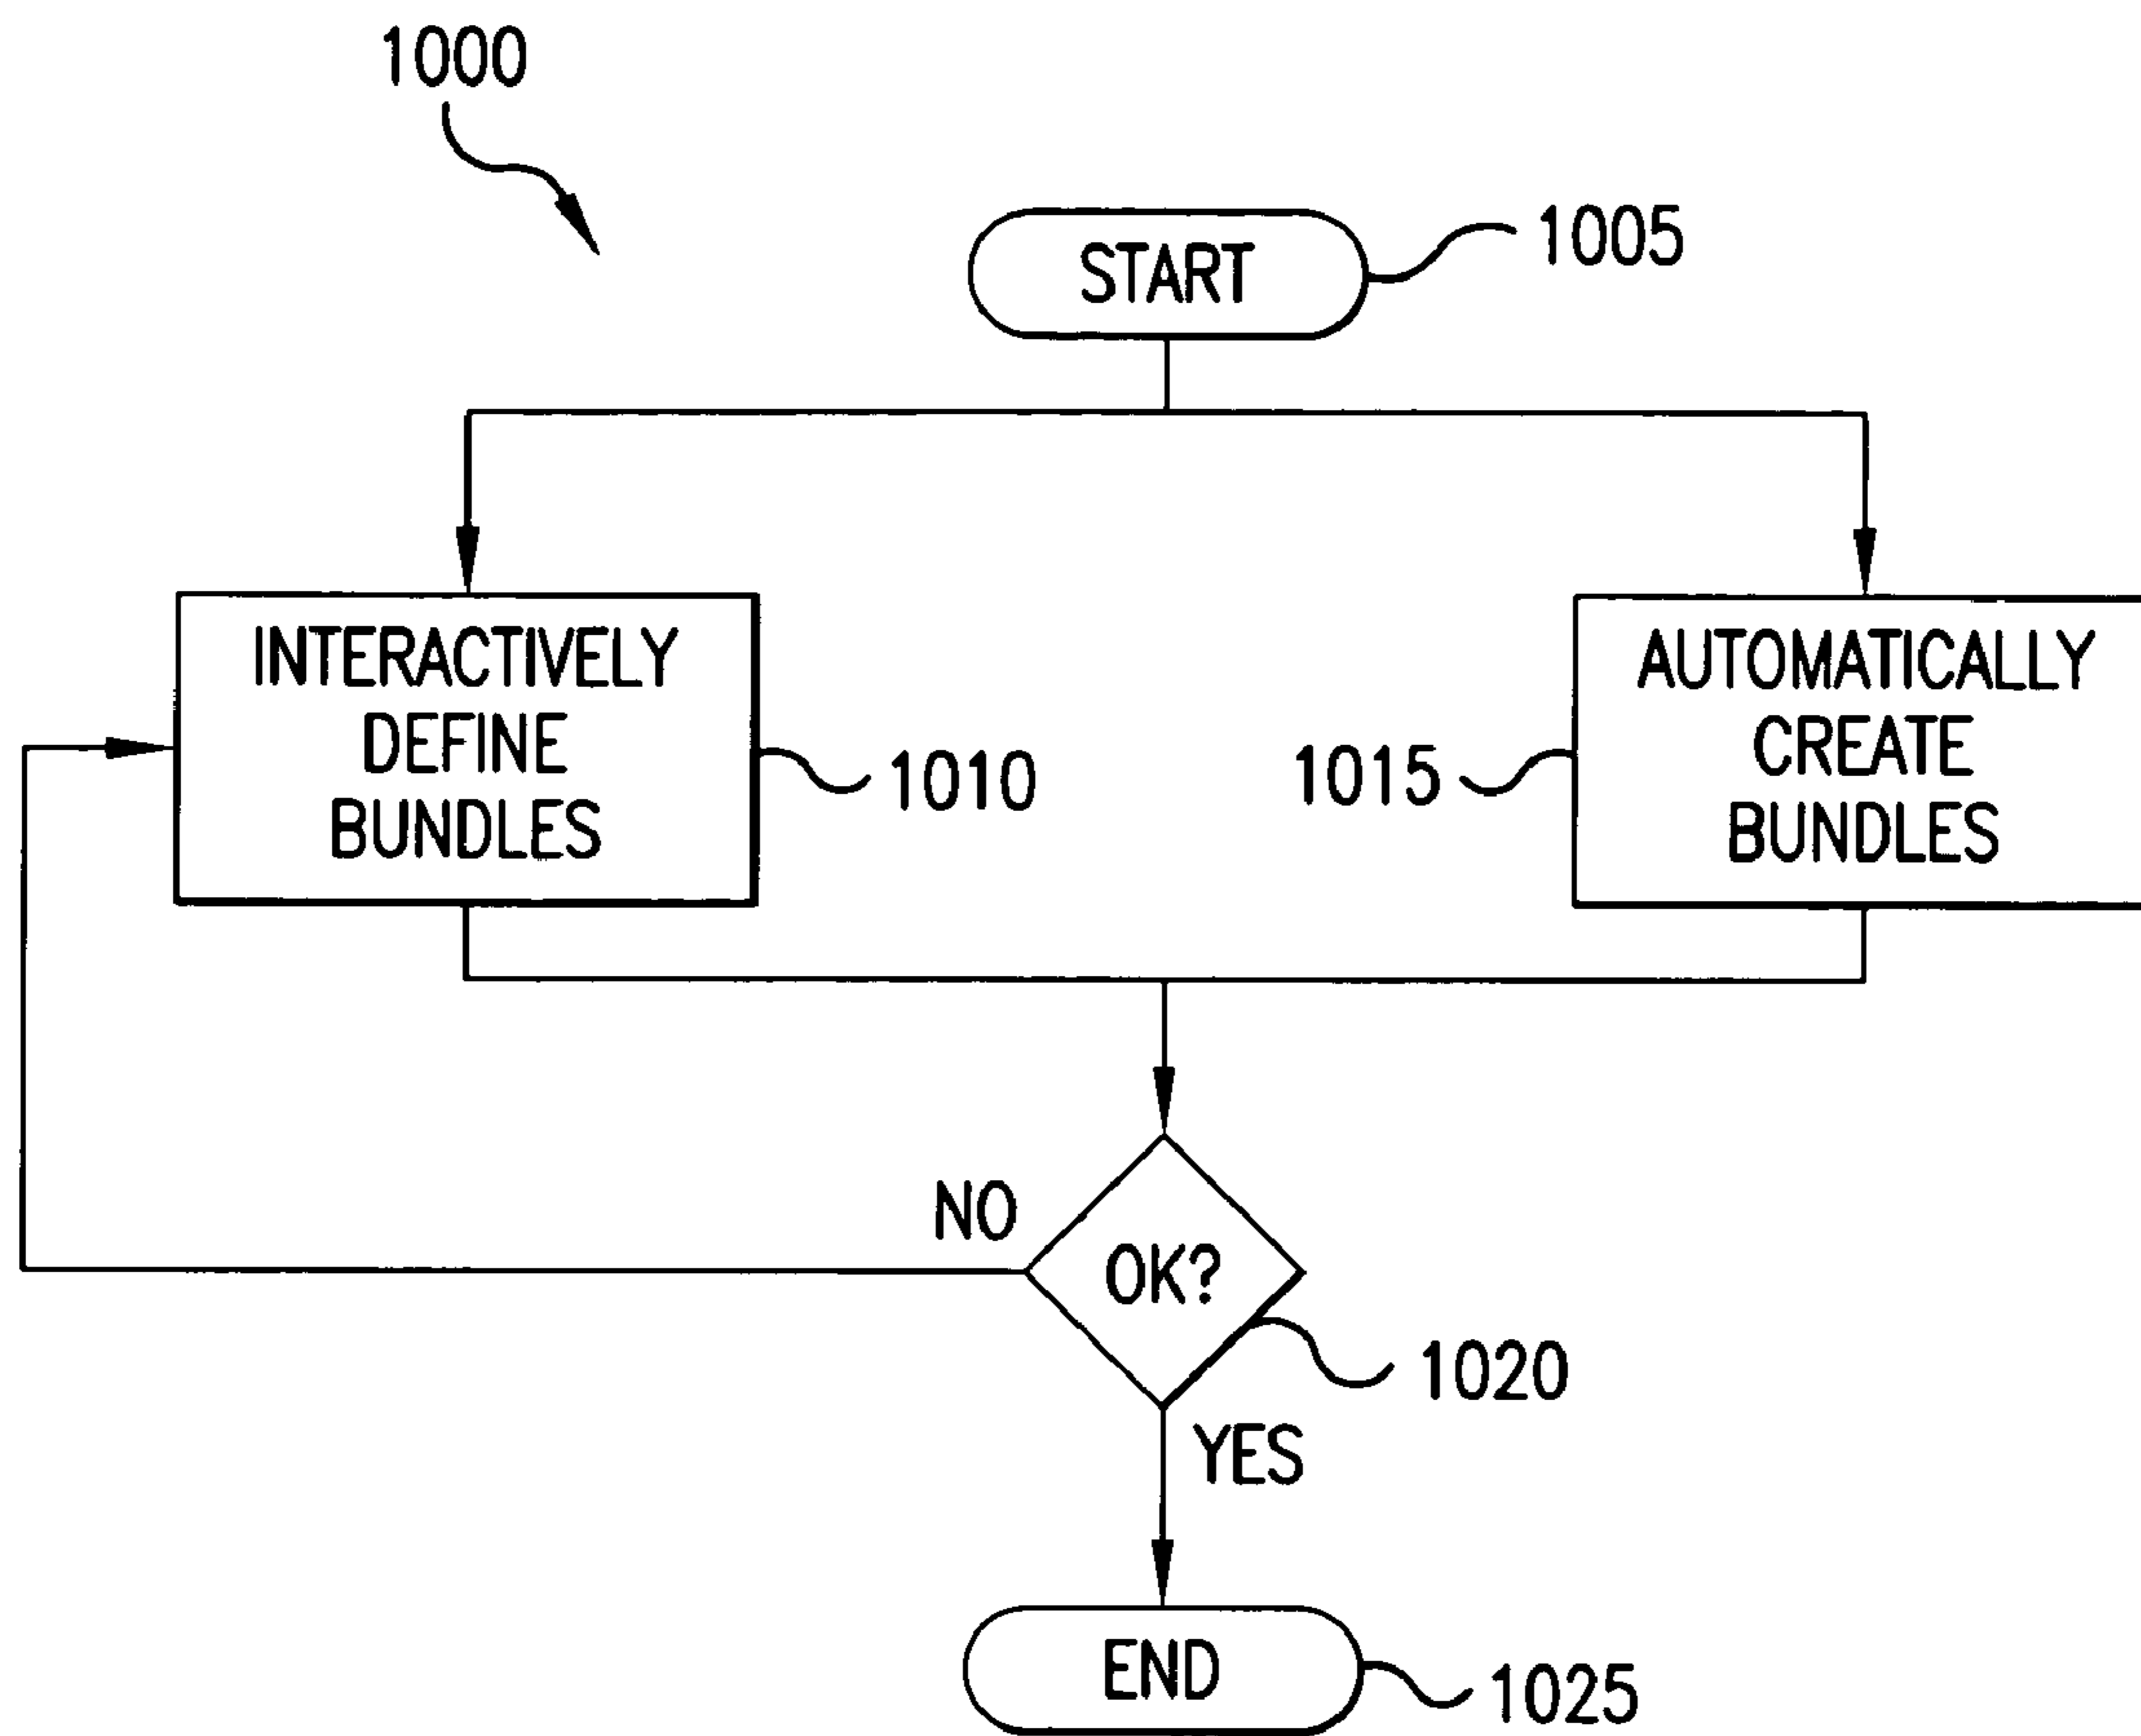 1000
START
1005
INTERACTIVELY
DEFINE
BUNDLES
1010
1015
AUTOMATICALLY
CREATE
BUNDLES
NO
OK?
1020
YES
END
1025